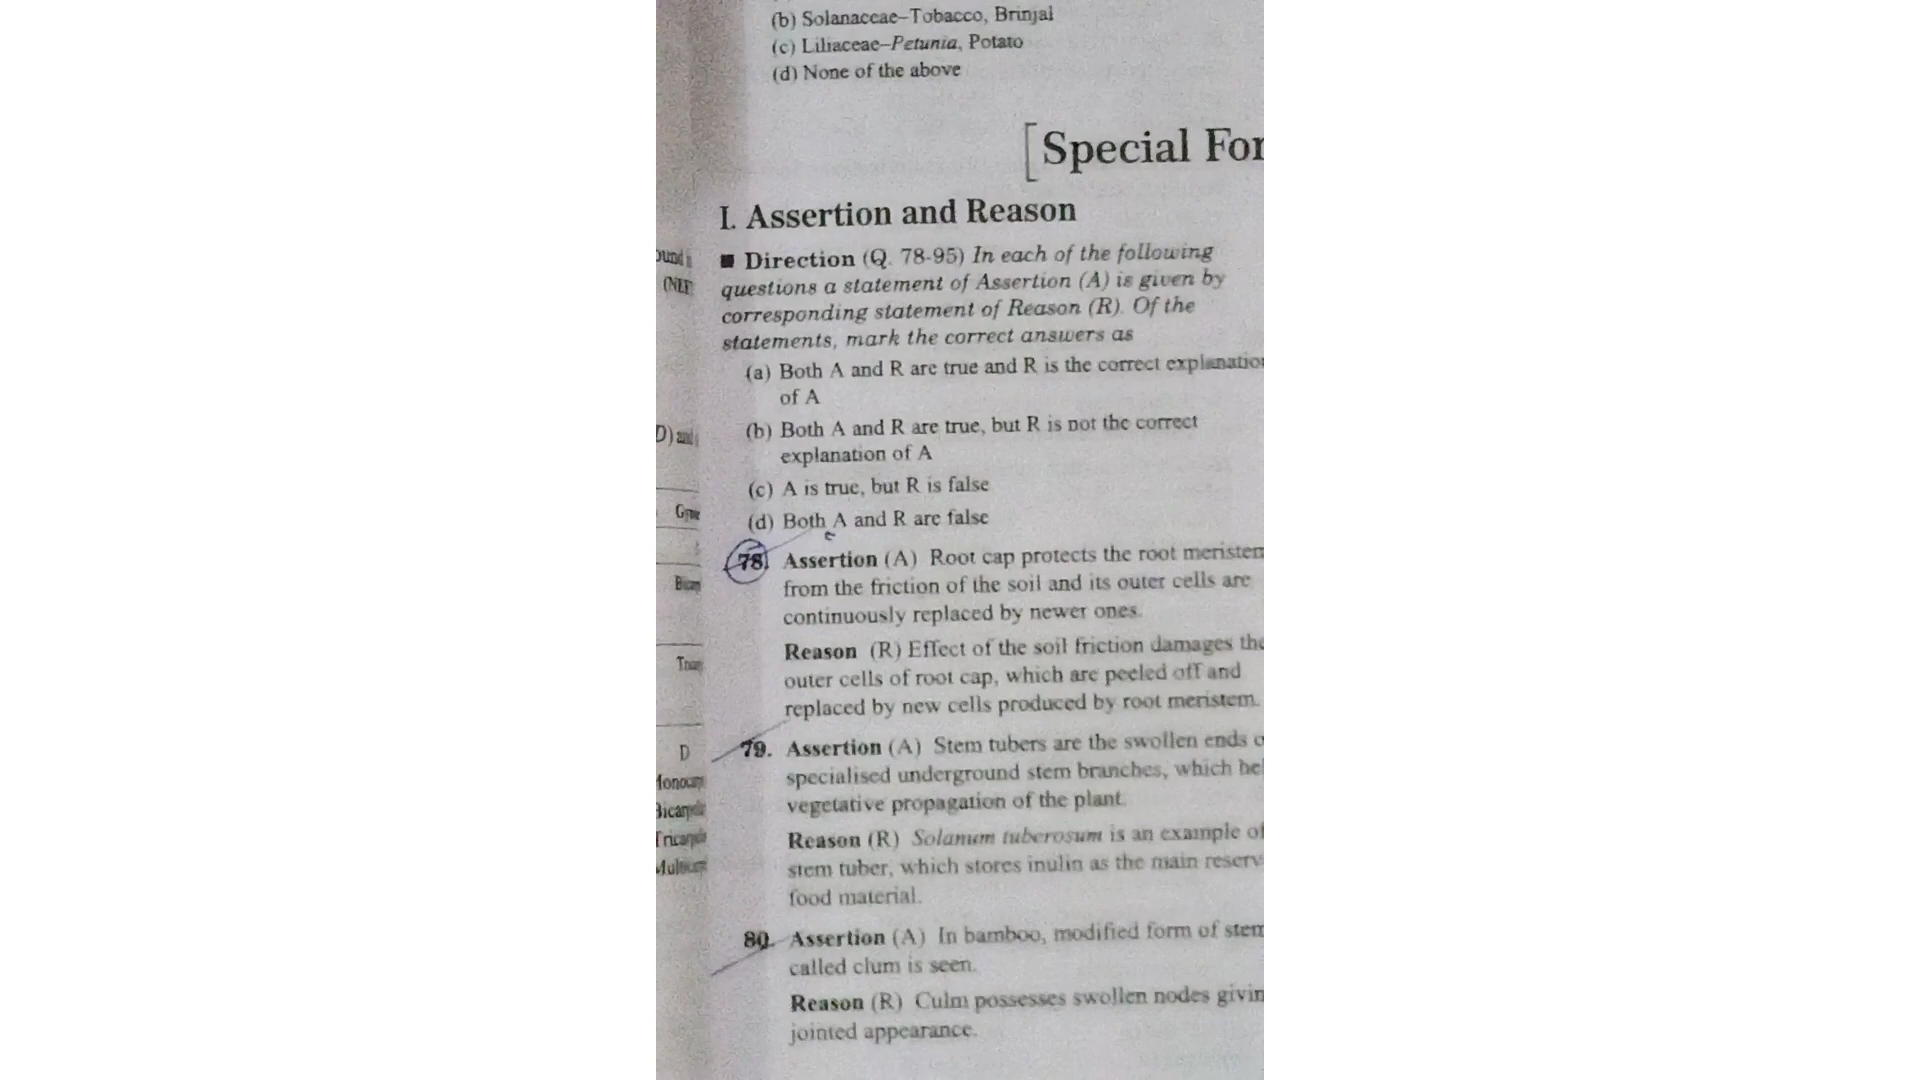 (b) Solanaceae–Tobacco, Brinjal
(c) Liliaceae–Petunia, Potato
(d) None of the above
[Special For
I. Assertion and Reason
■ Direction (Q. 78-95) In each of the following
questions a statement of Assertion (A) is given by
corresponding statement of Reason (R). Of the
statements, mark the correct answers as
(a) Both A and R are true and R is the correct explanation
of A
(b) Both A and R are true, but R is not the correct
explanation of A
(c) A is true, but R is false
(d) Both A and R are false
78. Assertion (A) Root cap protects the root meristem
from the friction of the soil and its outer cells are
continuously replaced by newer ones.
Reason (R) Effect of the soil friction damages the
outer cells of root cap, which are peeled off and
replaced by new cells produced by root meristem.
79. Assertion (A) Stem tubers are the swollen ends o
specialised underground stem branches, which hel
vegetative propagation of the plant.
Reason (R) Solanum tuberosum is an example of
stem tuber, which stores inulin as the main reserv
food material.
80. Assertion (A) In bamboo, modified form of stem
called clum is seen.
Reason (R) Culm possesses swollen nodes givin
jointed appearance.
D) and
D